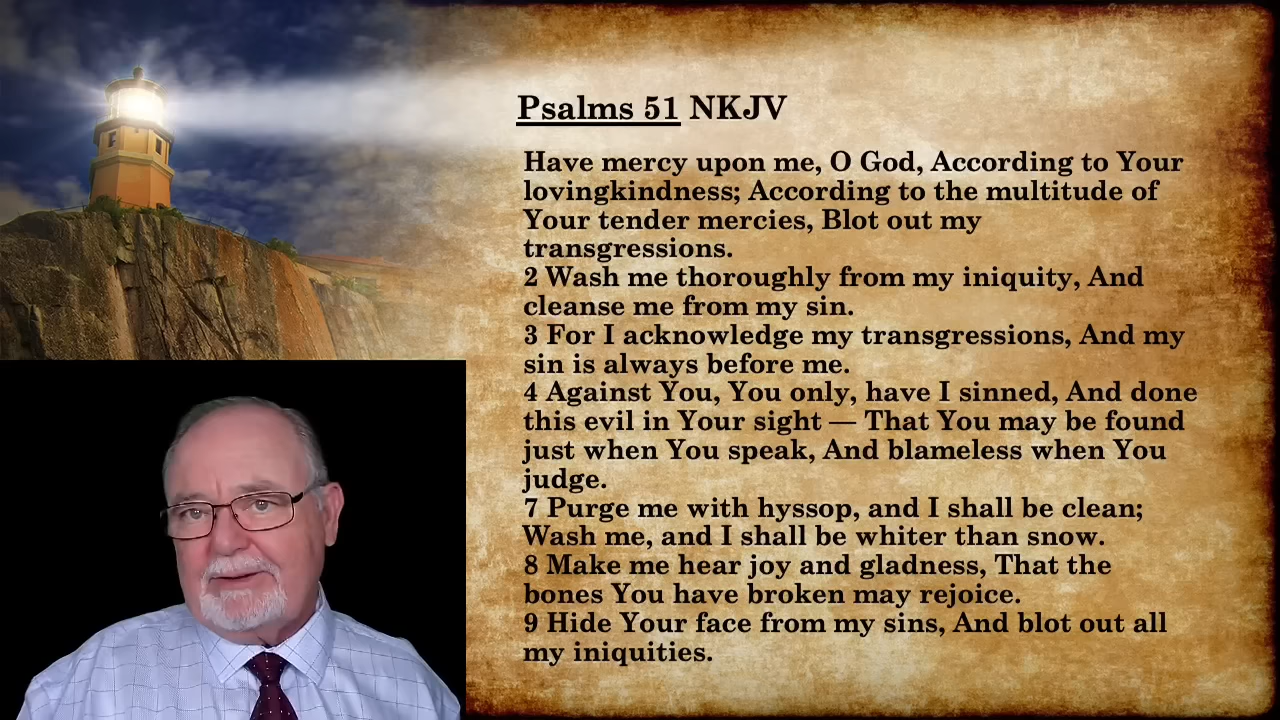 Psalms 51 NKJV
Have mercy upon me, O God, According to Your
lovingkindness; According to the multitude of
Your tender mercies, Blot out my
transgressions.
2 Wash me thoroughly from my iniquity, And
cleanse me from my sin.
3 For I acknowledge my transgressions, And my
sin is always before me.
4 Against You, You only, have I sinned, And done
this evil in Your sight — That You may be found
just when You speak, And blameless when You
judge.
7 Purge me with hyssop, and I shall be clean;
Wash me, and I shall be whiter than snow.
8 Make me hear joy and gladness, That the
bones You have broken may rejoice.
9 Hide Your face from my sins, And blot out all
my iniquities.